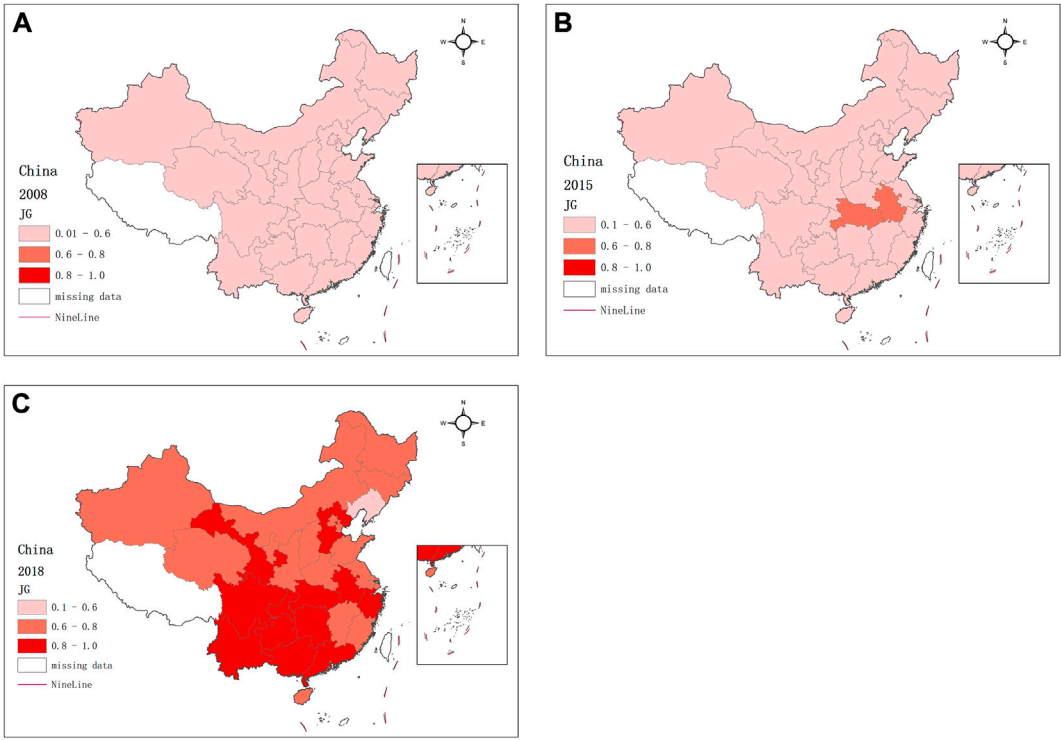 A
N
W E
S
China
2008
JG
0.01 - 0.6
0.6 - 0.8
0.8 - 1.0
missing data
NineLine
B
N
W E
S
China
2015
JG
0.1 - 0.6
0.6 - 0.8
0.8 - 1.0
missing data
NineLine
C
N
W E
S
China
2018
JG
0.1 - 0.6
0.6 - 0.8
0.8 - 1.0
missing data
NineLine